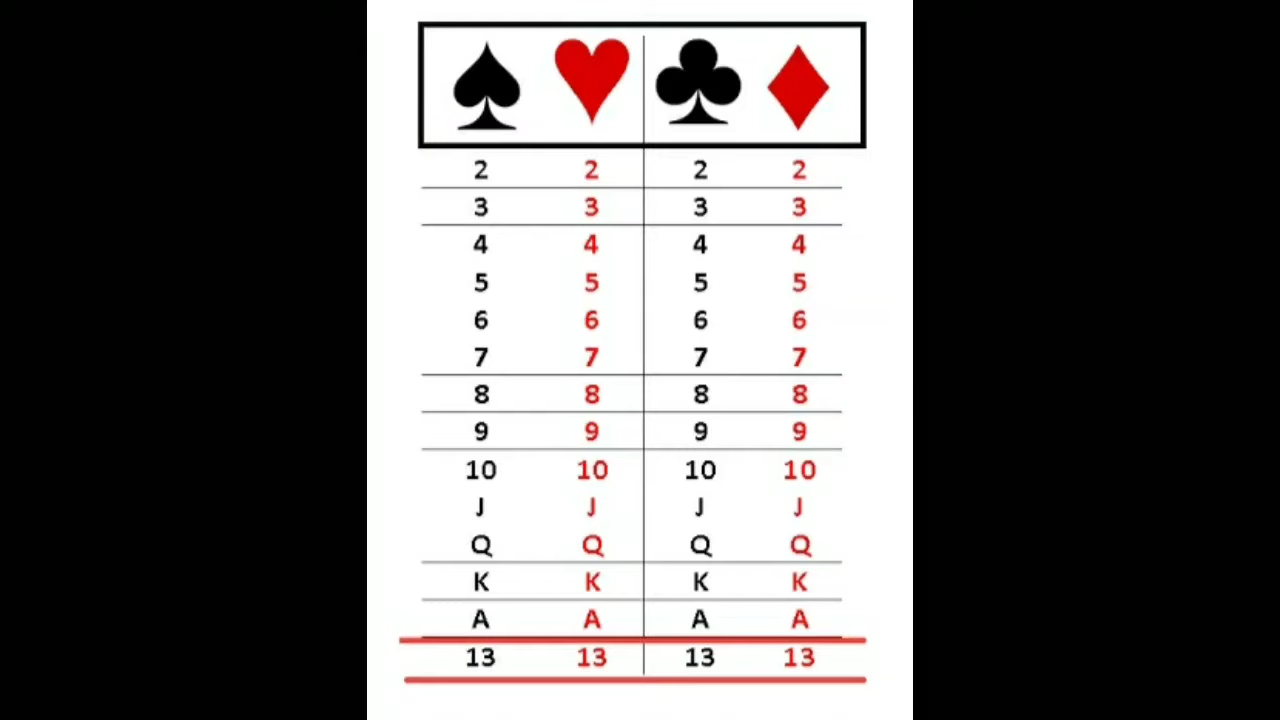 2 2 2 2
3 3 3 3
4 4 4 4
5 5 5 5
6 6 6 6
7 7 7 7
8 8 8 8
9 9 9 9
10 10 10 10
J J J J
Q Q Q Q
K K K K
A A A A
13 13 13 13